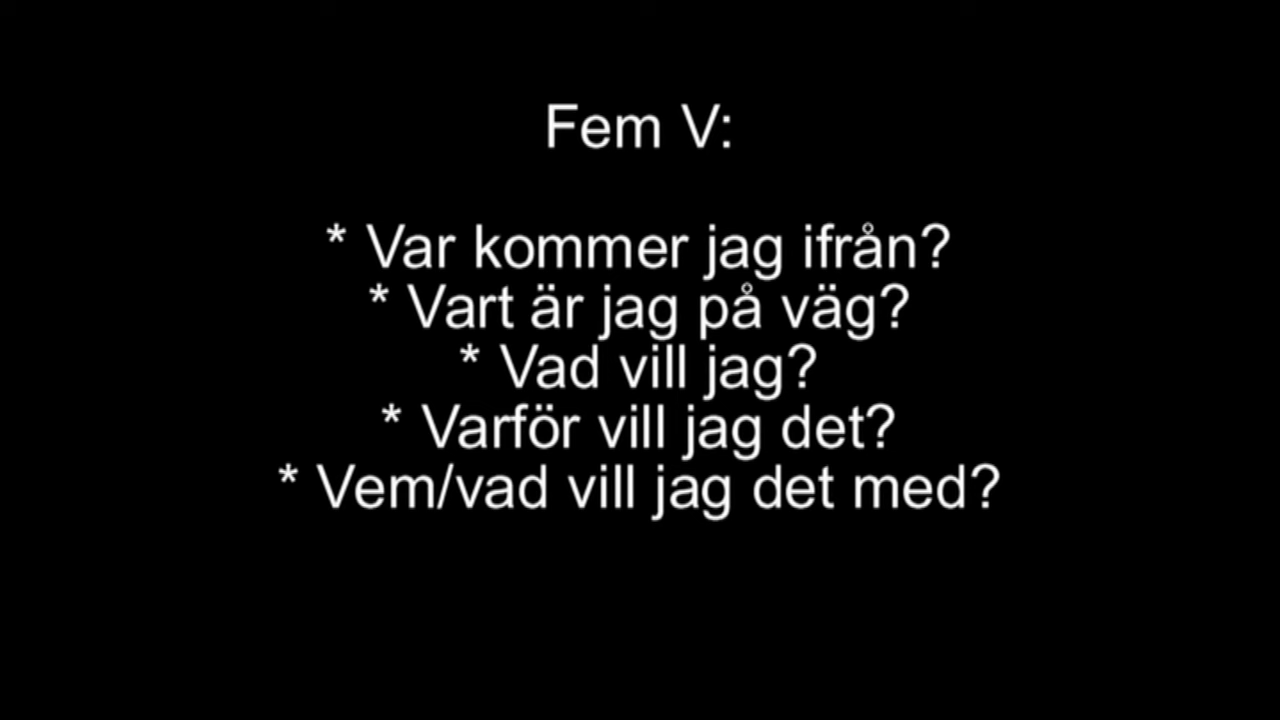 Fem V:
* Var kommer jag ifrån?
* Vart är jag på väg?
* Vad vill jag?
* Varför vill jag det?
* Vem/vad vill jag det med?